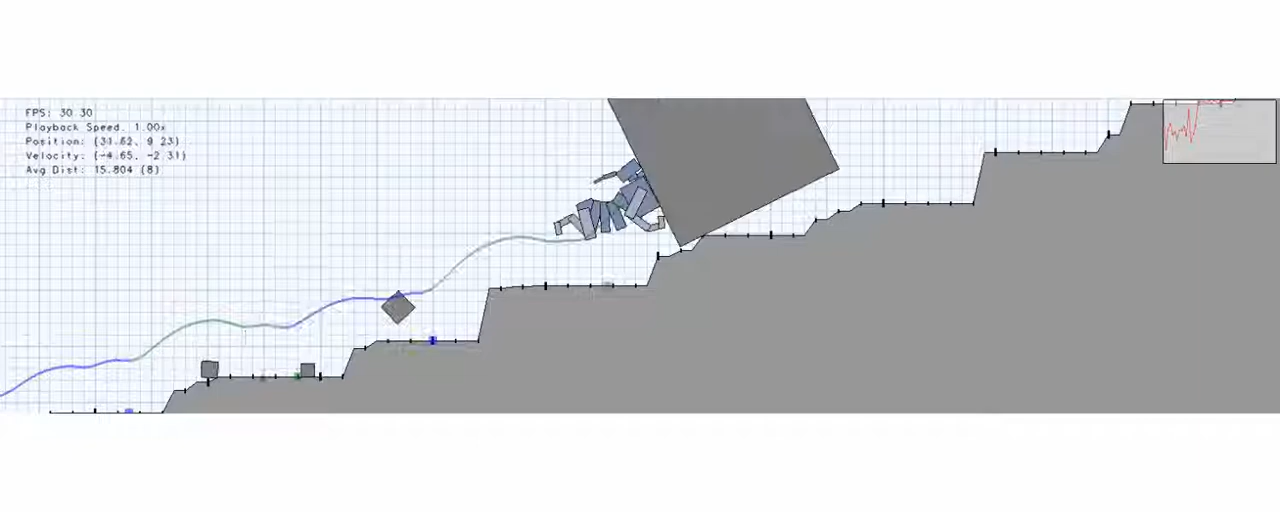 FPS: 30 30
Playback Speed. 1.00x
Position: (31.62, 9 23)
Velocity: (-4.65, -2 31)
Avg Dist: 15.804 (8)